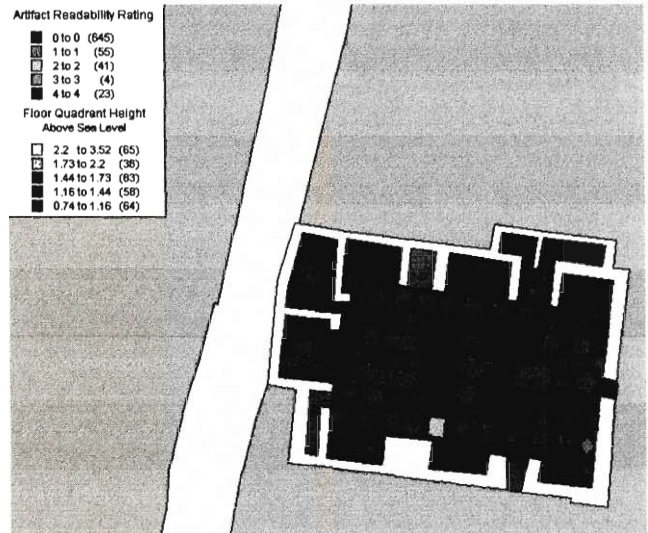 Artifact Readability Rating
0 to 0 (645)
1 to 1 (55)
2 to 2 (41)
3 to 3 (4)
4 to 4 (23)
Floor Quadrant Height
Above Sea Level
2.2 to 3.52 (65)
1.73 to 2.2 (38)
1.44 to 1.73 (83)
1.16 to 1.44 (58)
0.74 to 1.16 (64)